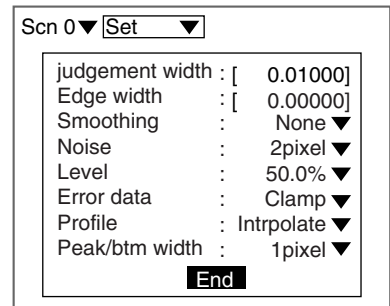 Scn 0▼ Set ▼
judgement width : [ 0.01000]
Edge width : [ 0.00000]
Smoothing : None ▼
Noise : 2pixel ▼
Level : 50.0% ▼
Error data : Clamp ▼
Profile : Intrpolate ▼
Peak/btm width : 1pixel ▼
End